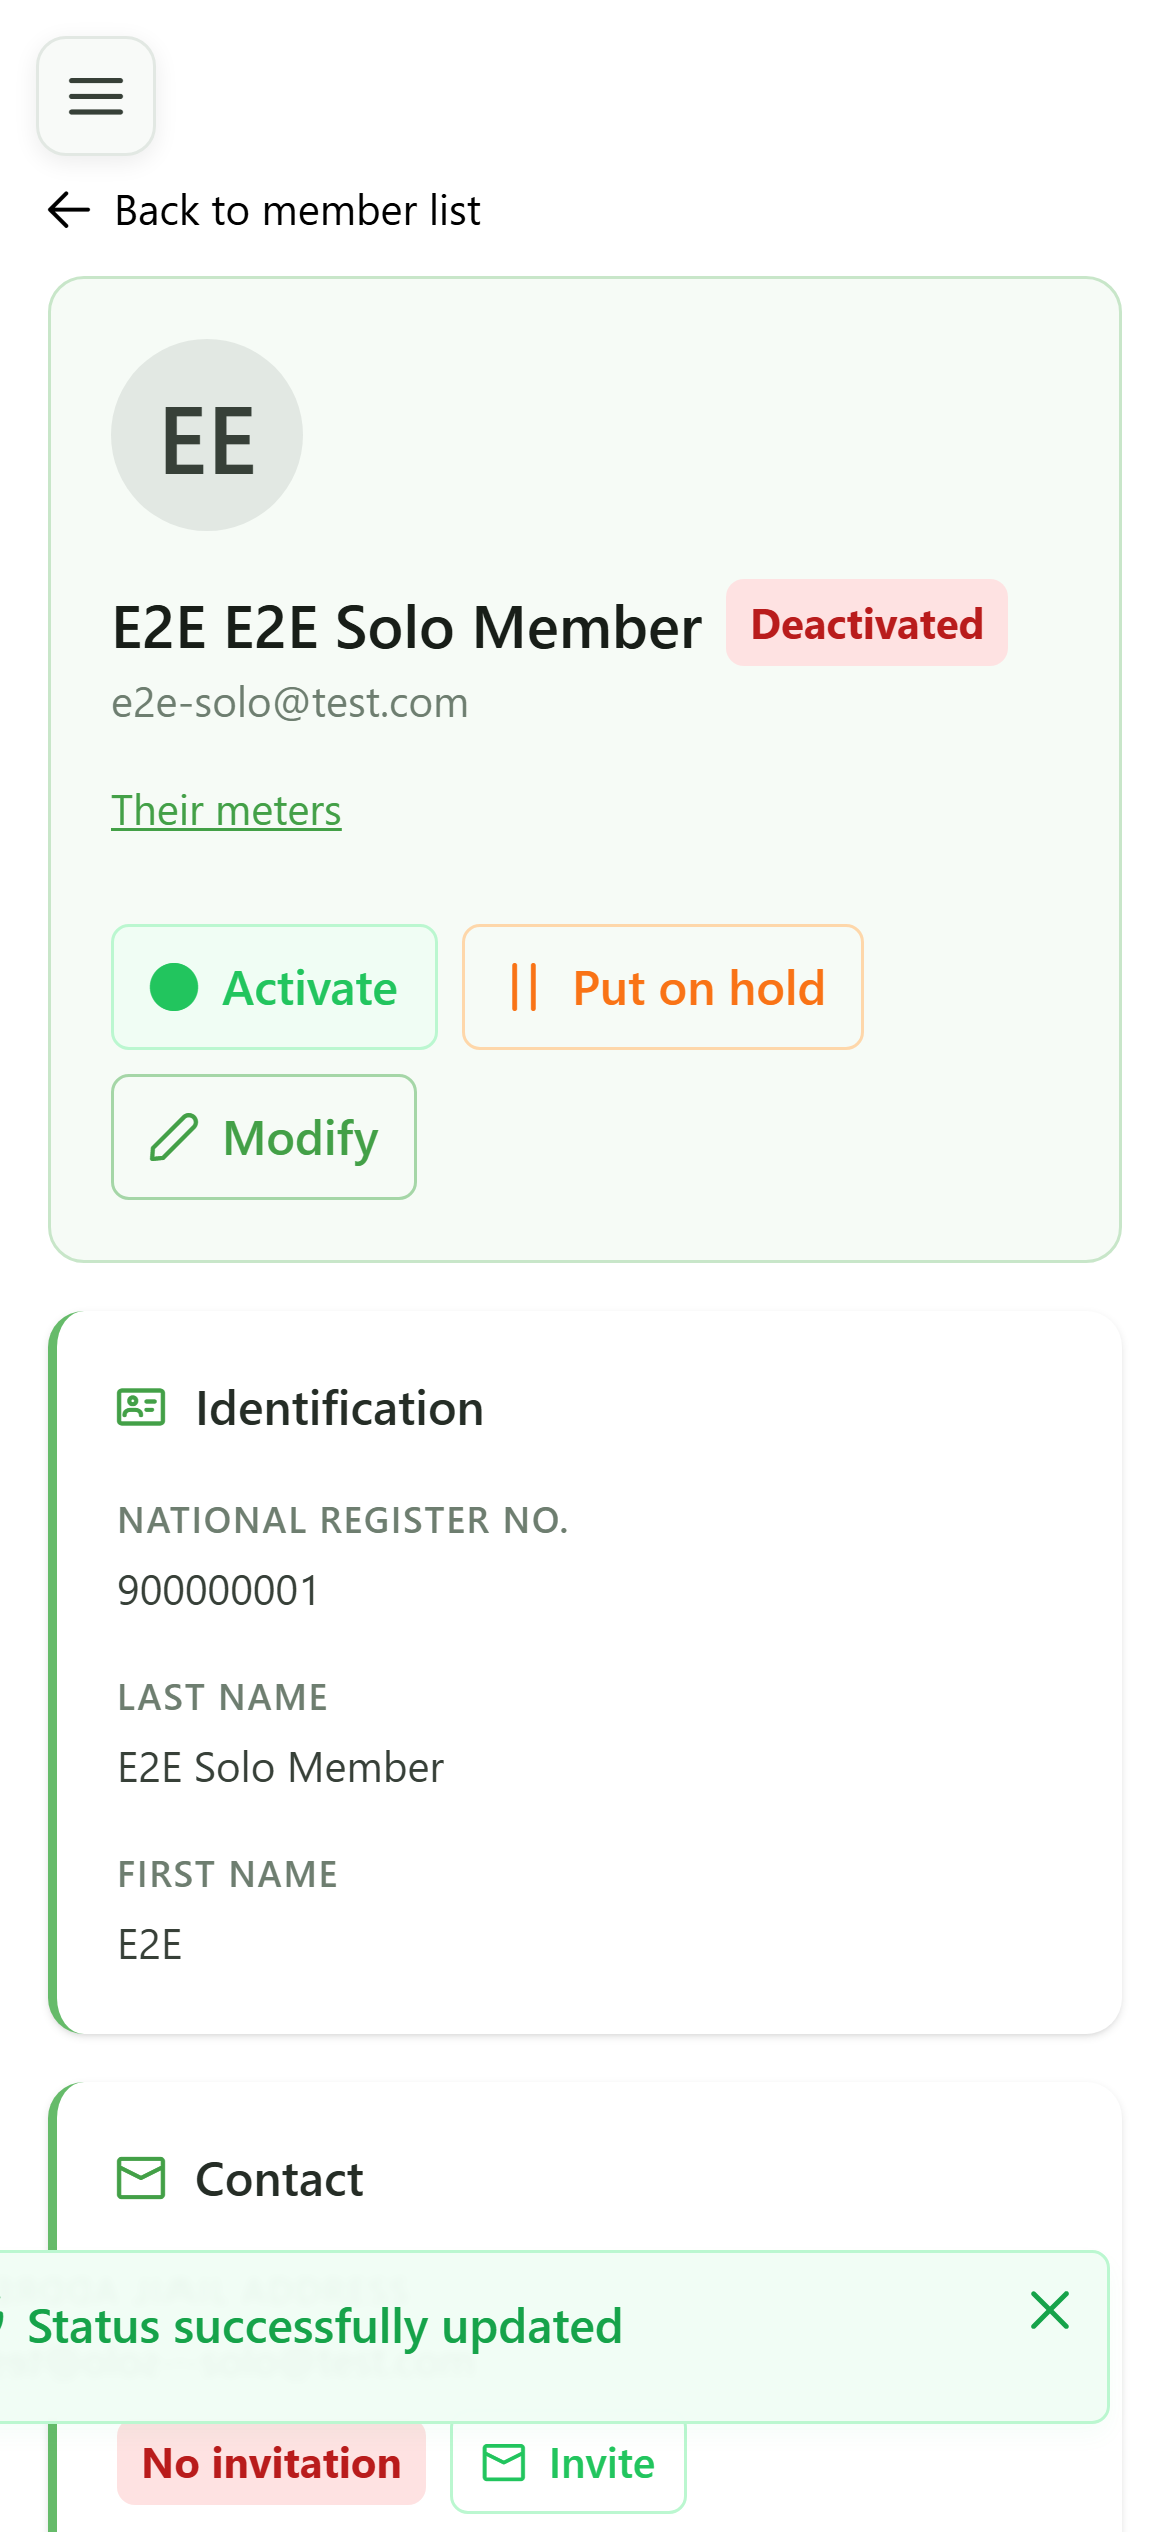 Back to member list
EE
E2E E2E Solo Member Deactivated
e2e-solo@test.com
Their meters
Activate Put on hold
Modify
Identification
NATIONAL REGISTER NO.
900000001
LAST NAME
E2E Solo Member
FIRST NAME
E2E
Contact
Status successfully updated
No invitation Invite